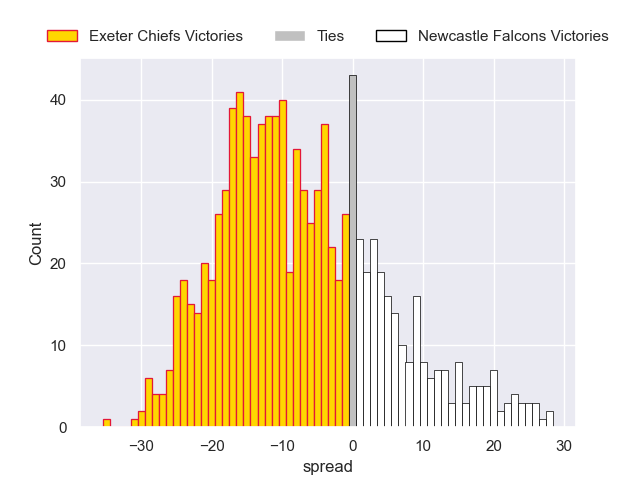 Exeter Chiefs Victories Ties Newcastle Falcons Victories
40
30
20
10
0
Count
−30 −20 −10 0 10 20 30
spread